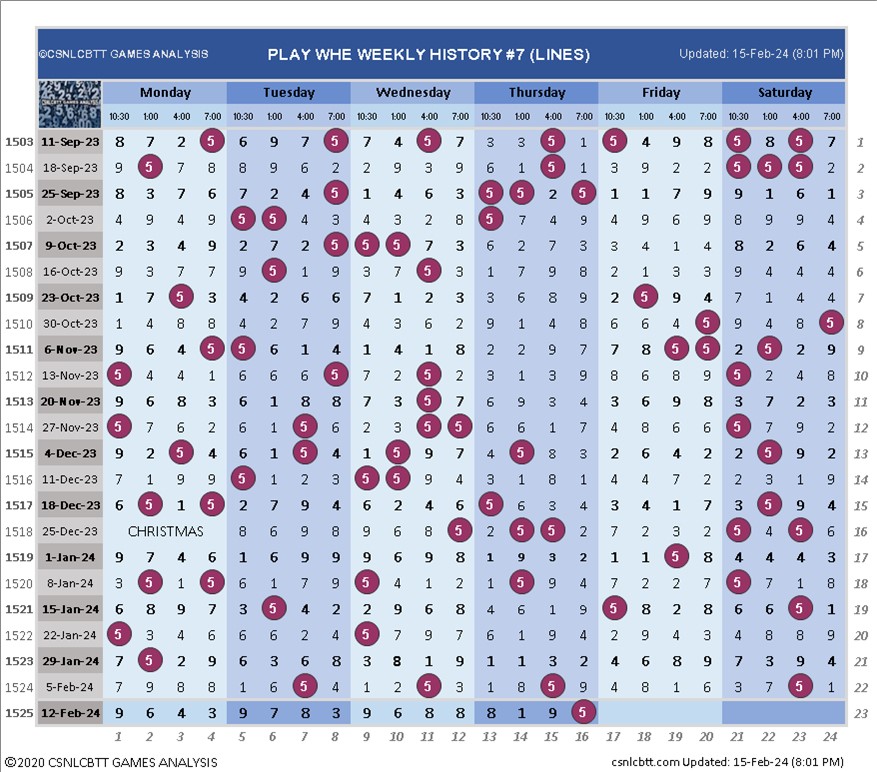 ©CSNLCBTT GAMES ANALYSIS PLAY WHE WEEKLY HISTORY #7 (LINES) Updated: 15-Feb-24 (8:01 PM)
Monday Tuesday Wednesday Thursday Friday Saturday
CSNLCBTT GAMES ANALYSIS
10:30 1:00 4:00 7:00 10:30 1:00 4:00 7:00 10:30 1:00 4:00 7:00 10:30 1:00 4:00 7:00 10:30 1:00 4:00 7:00 10:30 1:00 4:00 7:00
1503 11-Sep-23 8 7 2 5 6 9 7 5 7 4 5 7 3 3 5 1 5 4 9 8 5 8 5 7 1
1504 18-Sep-23 9 5 7 8 8 9 6 2 2 9 3 9 6 1 5 1 3 9 2 2 5 5 5 2 2
1505 25-Sep-23 8 3 7 6 7 2 4 5 1 4 6 3 5 5 2 5 1 1 7 9 9 1 6 1 3
1506 2-Oct-23 4 9 4 9 5 5 4 3 4 3 2 8 5 7 4 9 4 9 6 9 8 9 9 4 4
1507 9-Oct-23 2 3 4 9 2 7 2 5 5 5 7 3 6 2 7 3 3 4 1 4 8 2 6 4 5
1508 16-Oct-23 9 3 7 7 9 5 1 9 3 7 5 3 1 7 9 8 2 1 3 3 9 4 4 4 6
1509 23-Oct-23 1 7 5 3 4 2 6 6 7 1 2 3 3 6 8 9 2 5 9 4 7 1 4 4 7
1510 30-Oct-23 1 4 8 8 4 2 7 9 4 3 6 2 9 1 4 8 6 6 4 5 9 4 8 5 8
1511 6-Nov-23 9 6 4 5 5 6 1 4 1 4 1 8 2 2 9 7 7 8 5 5 2 5 2 9 9
1512 13-Nov-23 5 4 4 1 6 6 6 5 7 2 5 2 3 1 3 9 8 6 8 9 5 2 4 8 10
1513 20-Nov-23 9 6 8 3 6 1 8 8 7 3 5 7 6 9 3 4 3 6 9 8 3 7 2 3 11
1514 27-Nov-23 5 7 6 2 6 1 5 6 2 3 5 5 6 6 1 7 4 8 6 8 5 7 9 2 12
1515 4-Dec-23 9 2 5 4 6 1 5 4 1 5 9 7 4 5 8 3 2 6 4 2 2 5 9 2 13
1516 11-Dec-23 7 1 9 9 5 1 2 3 5 5 9 4 3 1 8 1 4 4 7 2 2 3 1 9 14
1517 18-Dec-23 6 5 1 5 2 7 9 4 6 2 4 6 5 6 3 4 3 4 1 7 3 5 9 4 15
1518 25-Dec-23 CHRISTMAS 8 6 9 8 9 6 8 5 2 5 5 2 7 2 3 2 5 4 5 6 16
1519 1-Jan-24 9 7 4 6 1 6 9 9 9 6 9 8 1 9 3 2 1 1 5 8 4 4 4 3 17
1520 8-Jan-24 3 5 1 5 6 1 7 9 5 4 1 2 1 5 9 4 7 2 2 7 5 7 1 8 18
1521 15-Jan-24 6 8 9 7 3 5 4 2 2 9 6 8 4 6 1 9 5 8 2 8 6 6 5 1 19
1522 22-Jan-24 5 3 4 6 6 6 2 4 5 7 9 7 6 1 9 4 2 9 4 3 4 8 8 9 20
1523 29-Jan-24 7 5 2 9 6 3 6 8 3 8 1 9 1 1 3 2 4 6 8 9 7 3 9 4 21
1524 5-Feb-24 7 9 8 8 1 6 5 4 1 2 5 3 1 8 5 9 4 8 1 6 3 7 5 1 22
1525 12-Feb-24 9 6 4 3 9 7 8 3 9 6 8 8 8 1 9 5 23
1 2 3 4 5 6 7 8 9 10 11 12 13 14 15 16 17 18 19 20 21 22 23 24
©2020 CSNLCBTT GAMES ANALYSIS csnlcbtt.com Updated: 15-Feb-24 (8:01 PM)